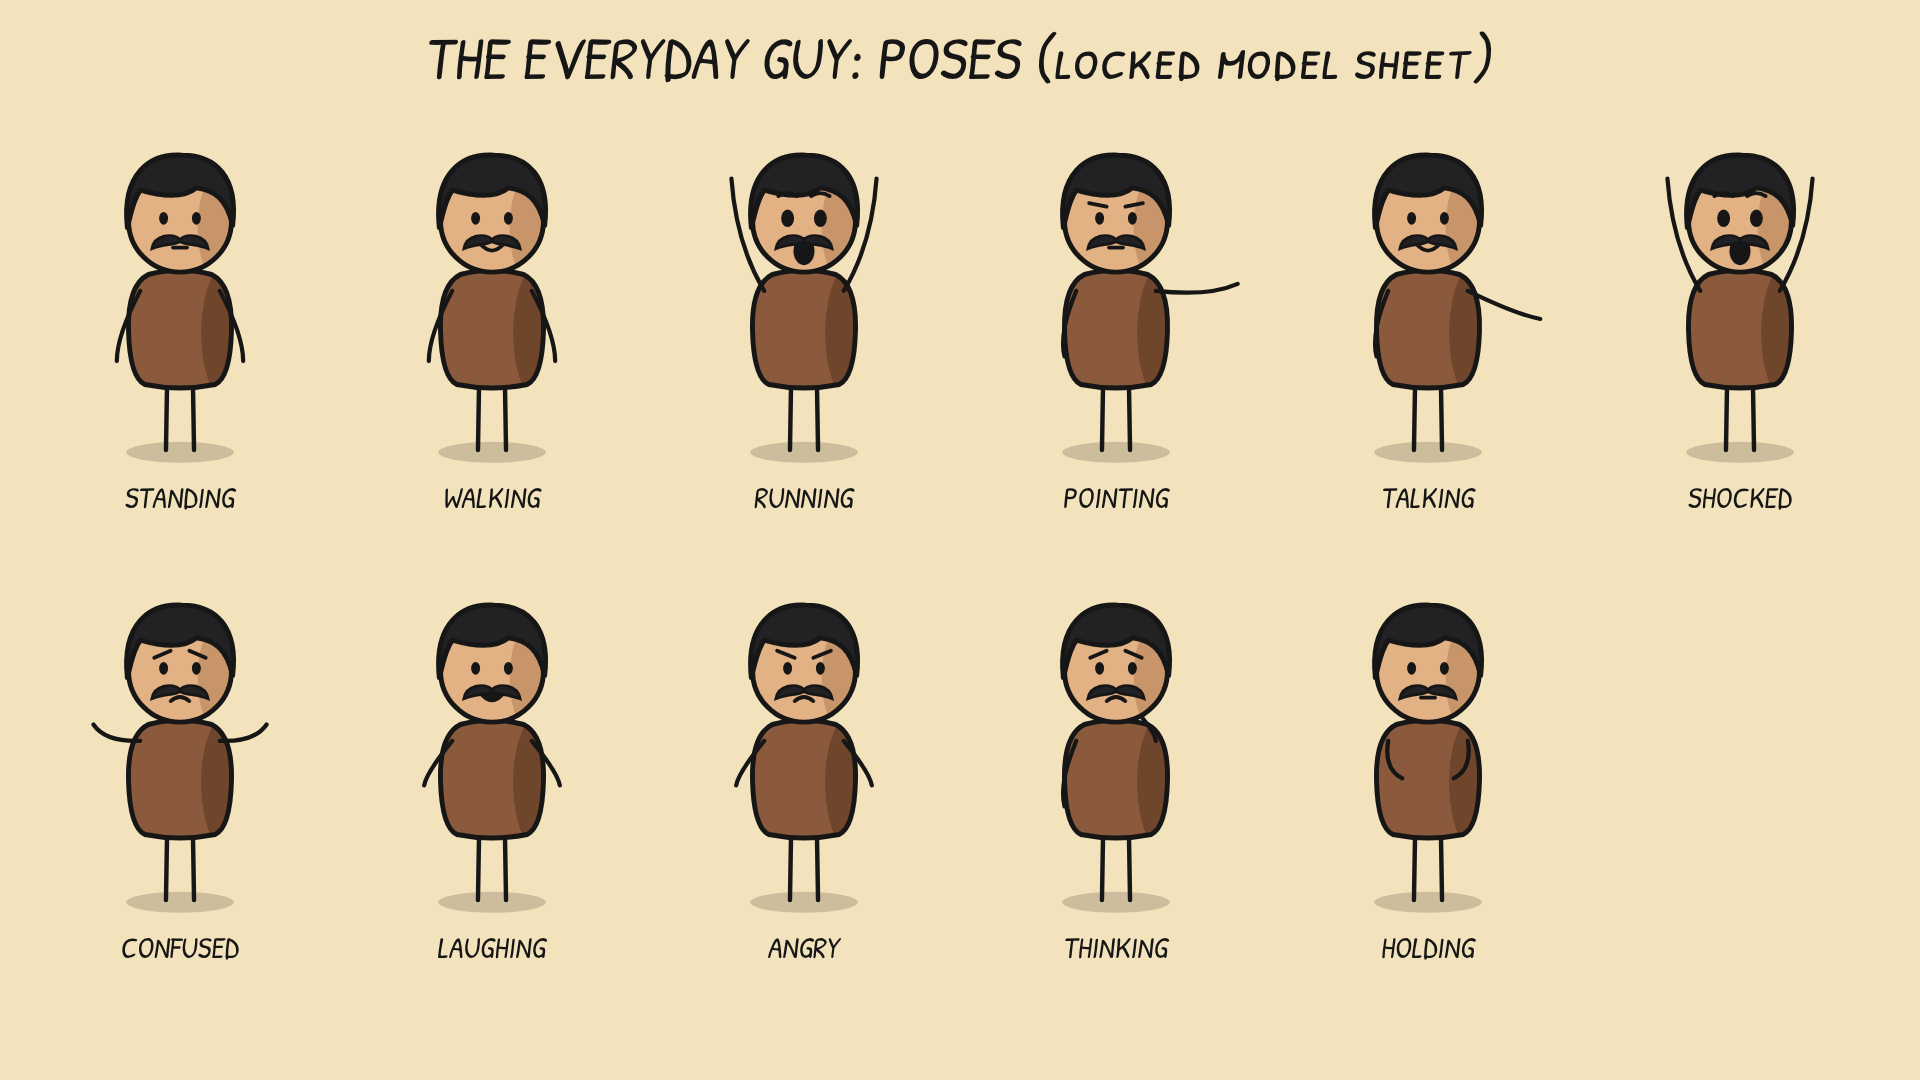 THE EVERYDAY GUY: POSES (LOCKED MODEL SHEET)
STANDING
WALKING
RUNNING
POINTING
TALKING
SHOCKED
CONFUSED
LAUGHING
ANGRY
THINKING
HOLDING